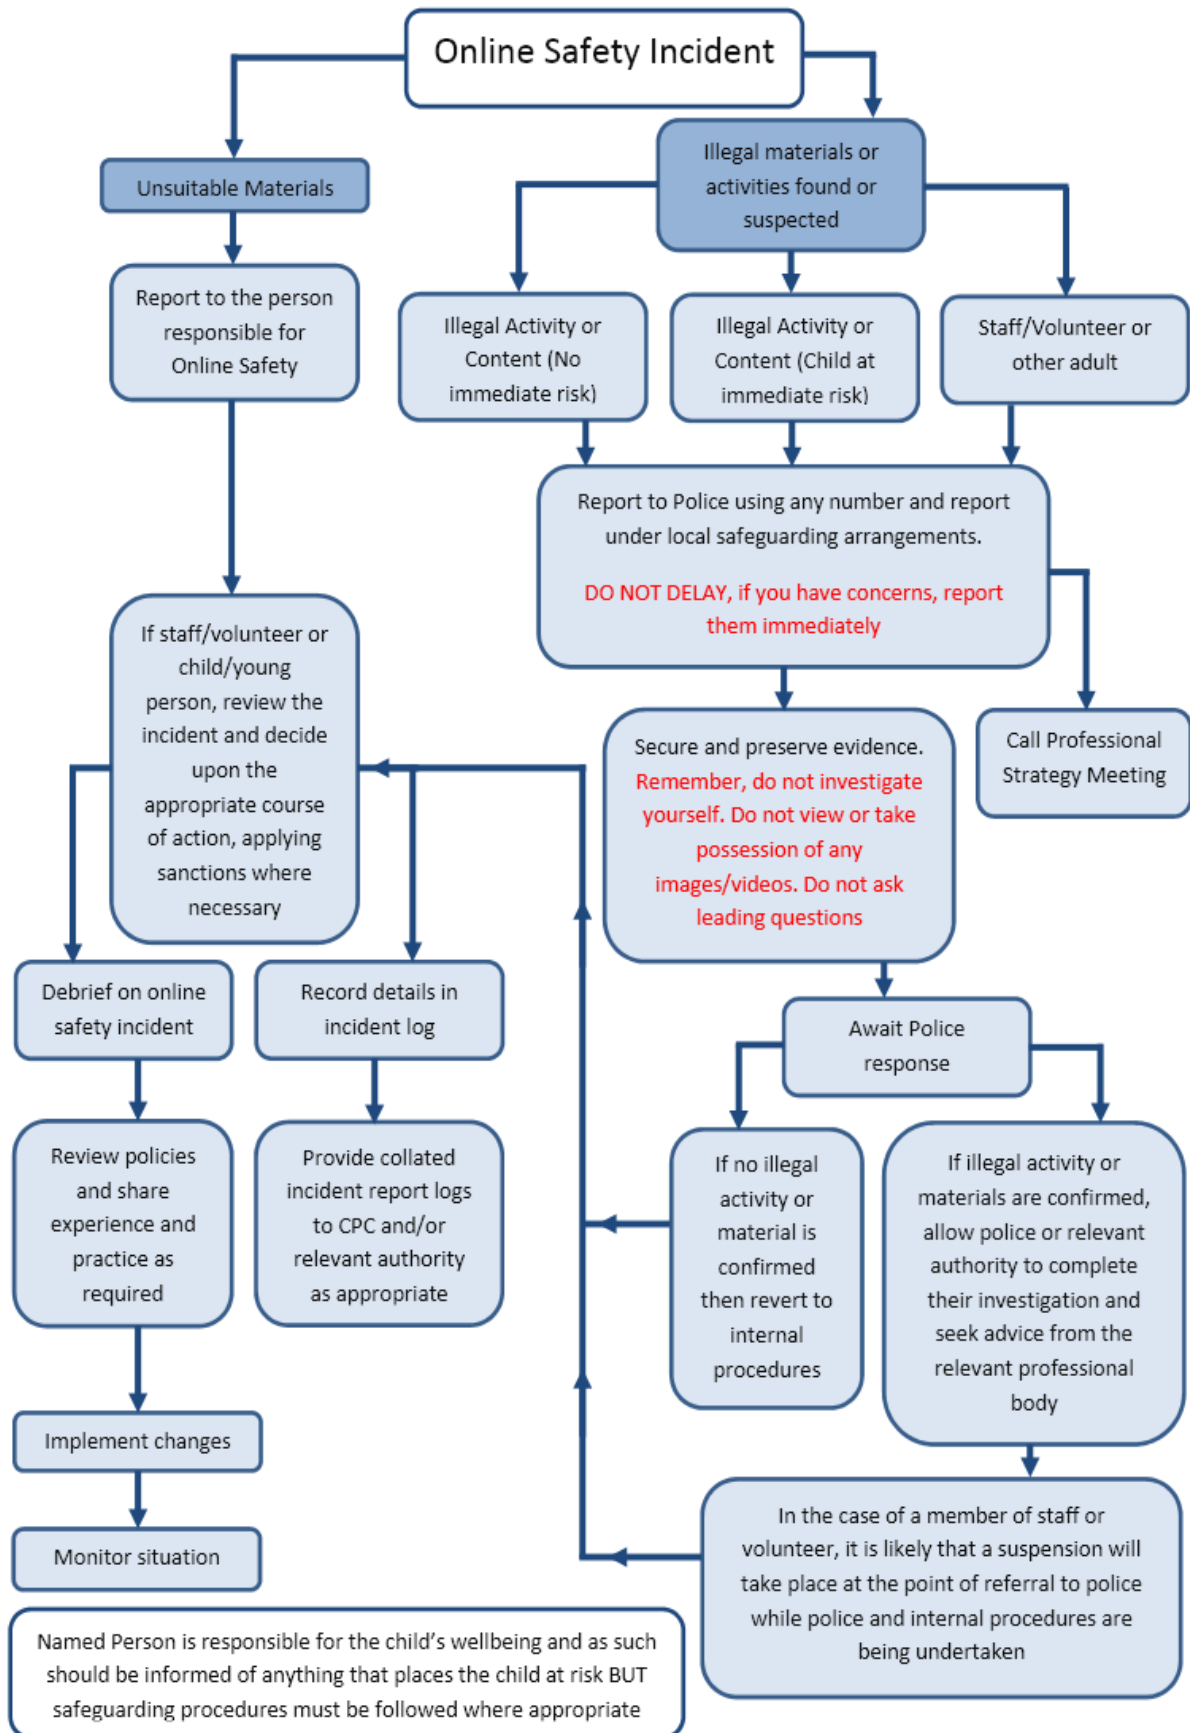 Online Safety Incident
Unsuitable Materials
Illegal materials or
activities found or
suspected
Report to the person
responsible for
Online Safety
Illegal Activity or
Content (No
immediate risk)
Illegal Activity or
Content (Child at
immediate risk)
Staff/Volunteer or
other adult
Report to Police using any number and report
under local safeguarding arrangements.
DO NOT DELAY, if you have concerns, report
them immediately
If staff/volunteer or
child/young
person, review the
incident and decide
upon the
appropriate course
of action, applying
sanctions where
necessary
Secure and preserve evidence.
Remember, do not investigate
yourself. Do not view or take
possession of any
images/videos. Do not ask
leading questions
Call Professional
Strategy Meeting
Debrief on online
safety incident
Record details in
incident log
Await Police
response
Review policies
and share
experience and
practice as
required
Provide collated
incident report logs
to CPC and/or
relevant authority
as appropriate
If no illegal
activity or
material is
confirmed
then revert to
internal
procedures
If illegal activity or
materials are confirmed,
allow police or relevant
authority to complete
their investigation and
seek advice from the
relevant professional
body
Implement changes
Monitor situation
In the case of a member of staff or
volunteer, it is likely that a suspension will
take place at the point of referral to police
while police and internal procedures are
being undertaken
Named Person is responsible for the child’s wellbeing and as such
should be informed of anything that places the child at risk BUT
safeguarding procedures must be followed where appropriate